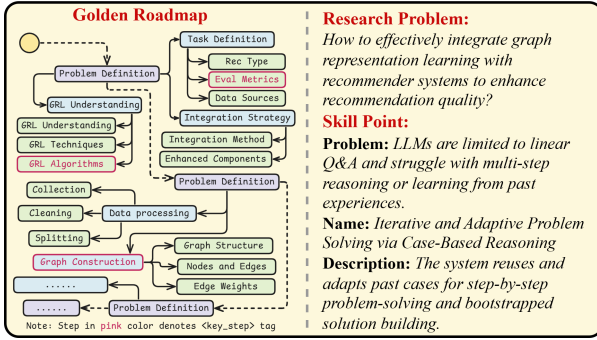 Golden Roadmap
Task Definition
Rec Type
Problem Definition
Eval Metrics
Data Sources
GRL Understanding
Integration Strategy
GRL Understanding
Integration Method
GRL Techniques
Enhanced Components
GRL Algorithms
Problem Definition
Collection
Cleaning
Data processing
Splitting
Graph Structure
Graph Construction
Nodes and Edges
Edge Weights
......
......
Problem Definition
Note: Step in pink color denotes <key_step> tag
Research Problem:
How to effectively integrate graph
representation learning with
recommender systems to enhance
recommendation quality?
Skill Point:
Problem: LLMs are limited to linear
Q&A and struggle with multi-step
reasoning or learning from past
experiences.
Name: Iterative and Adaptive Problem
Solving via Case-Based Reasoning
Description: The system reuses and
adapts past cases for step-by-step
problem-solving and bootstrapped
solution building.